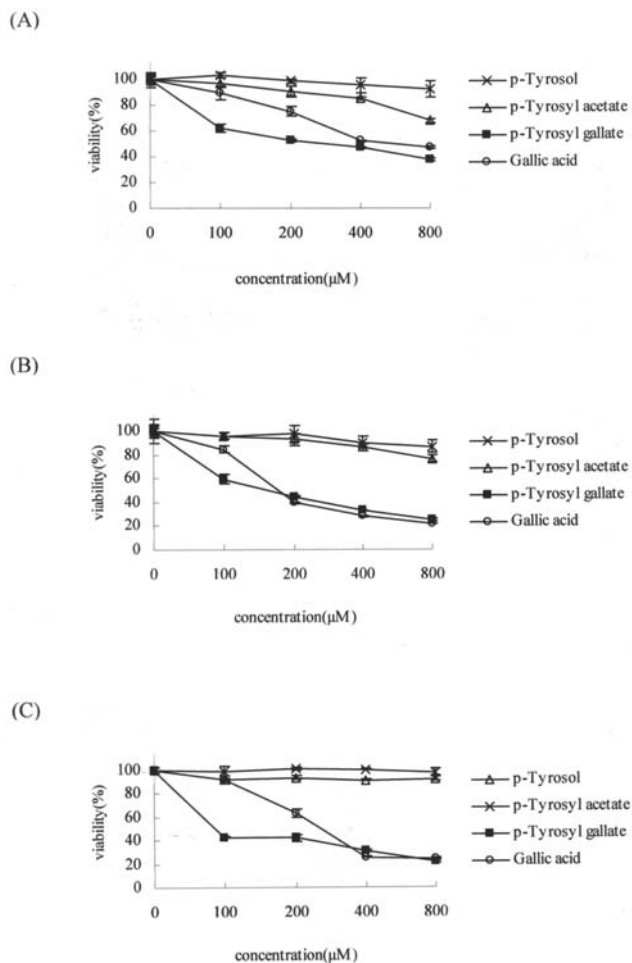 (A)
viability(%)
100
80
60
40
20
0
0 100 200 400 800
concentration(μM)
p-Tyrosol
p-Tyrosyl acetate
p-Tyrosyl gallate
Gallic acid
(B)
viability(%)
100
80
60
40
20
0
0 100 200 400 800
concentration(μM)
p-Tyrosol
p-Tyrosyl acetate
p-Tyrosyl gallate
Gallic acid
(C)
viability(%)
100
80
60
40
20
0
0 100 200 400 800
concentration(μM)
p-Tyrosol
p-Tyrosyl acetate
p-Tyrosyl gallate
Gallic acid